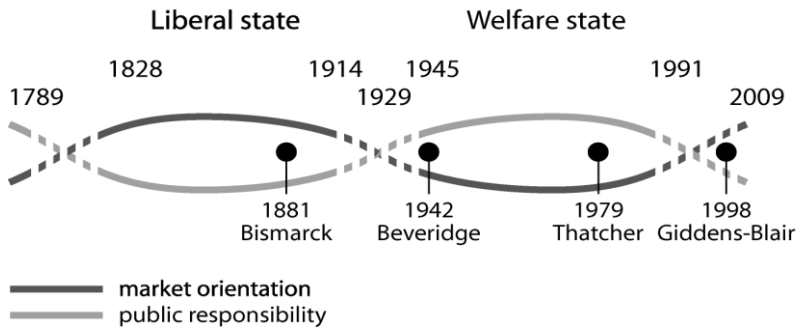 Liberal state
Welfare state
1828
1914
1945
1991
1789
1929
2009
1881
Bismarck
1942
Beveridge
1979
Thatcher
1998
Giddens-Blair
market orientation
public responsibility